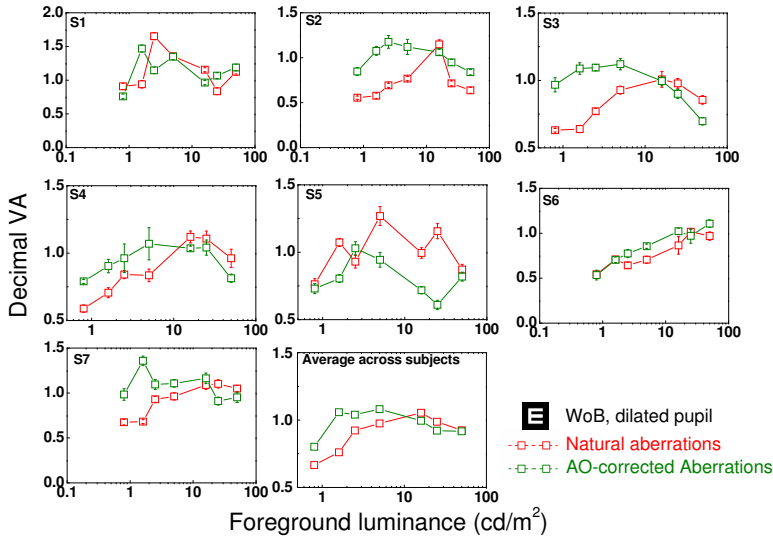 S1
2.0
1.5
1.0
0.5
0.0
0.1 1 10 100
S2
1.5
1.0
0.5
0.0
0.1 1 10 100
S3
1.5
1.0
0.5
1 10 100
S4
1.5
1.0
0.5
1 10 100
S5
1.5
1.0
0.5
1 10 100
S6
1.5
1.0
0.5
0.0
0.1 1 10 100
S7
1.5
1.0
0.5
0.0
0.1 1 10 100
Average across subjects
1.5
1.0
0.5
1 10 100
Decimal VA
Foreground luminance (cd/m²)
E WoB, dilated pupil
Natural aberrations
AO-corrected Aberrations